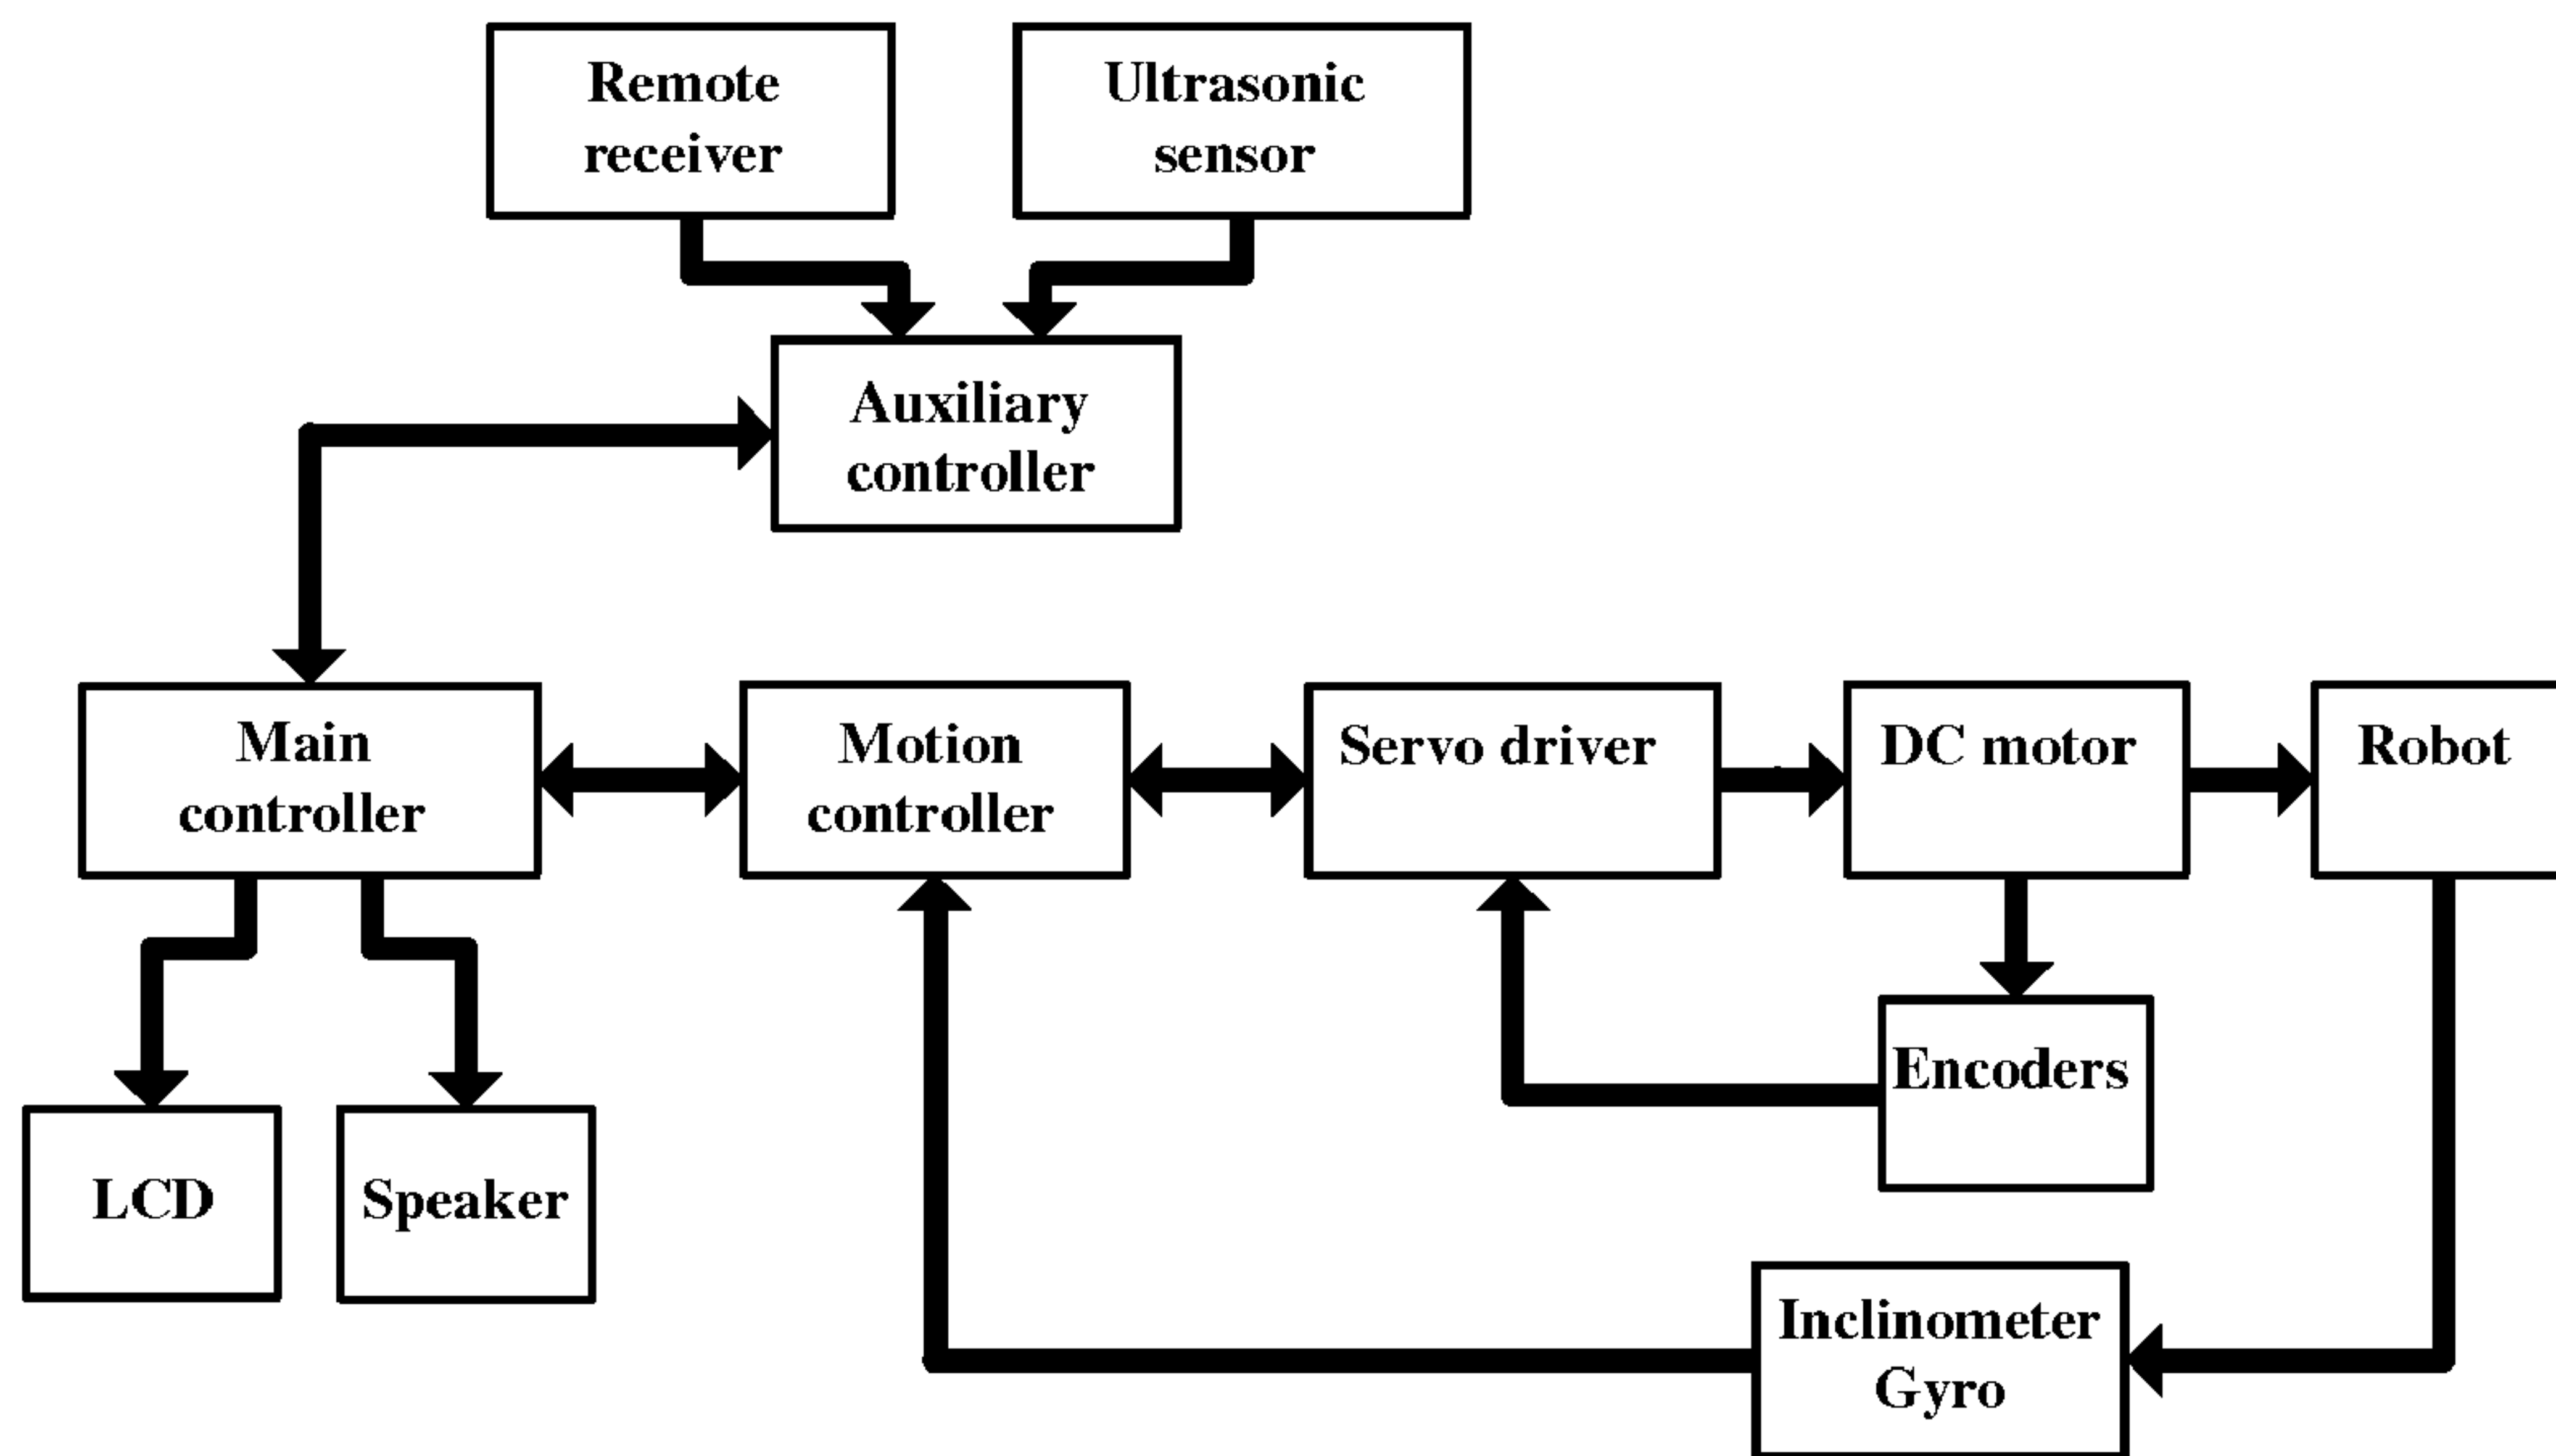 Remote
receiver
Ultrasonic
sensor
Auxiliary
controller
Main
controller
Motion
controller
Servo driver
DC motor
Robot
Encoders
LCD
Speaker
Inclinometer
Gyro